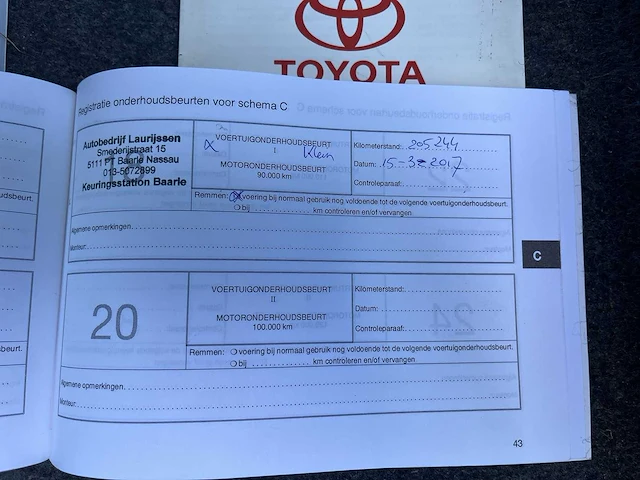 TOYOTA
Registratie onderhoudsbeurten voor schema C
Autobedrijf Laurijssen
Smederijstraat 15
5111 PT Baarle Nassau
013-5072899
Keuringsstation Baarle
VOERTUIGONDERHOUDSBEURT
I
Klein
MOTORONDERHOUDSBEURT
90.000 km
Kilometerstand: 205244
Datum: 15-3-2017
Controleparaaf:
Remmen: voering bij normaal gebruik nog voldoende tot de volgende voertuigonderhoudsbeurt.
bij km controleren en/of vervangen.
Algemene opmerkingen.
Monteur:
C
20
VOERTUIGONDERHOUDSBEURT
II
MOTORONDERHOUDSBEURT
100.000 km
Kilometerstand:
Datum:
Controleparaaf:
Remmen: voering bij normaal gebruik nog voldoende tot de volgende voertuigonderhoudsbeurt.
bij km controleren en/of vervangen.
Algemene opmerkingen.
Monteur:
43